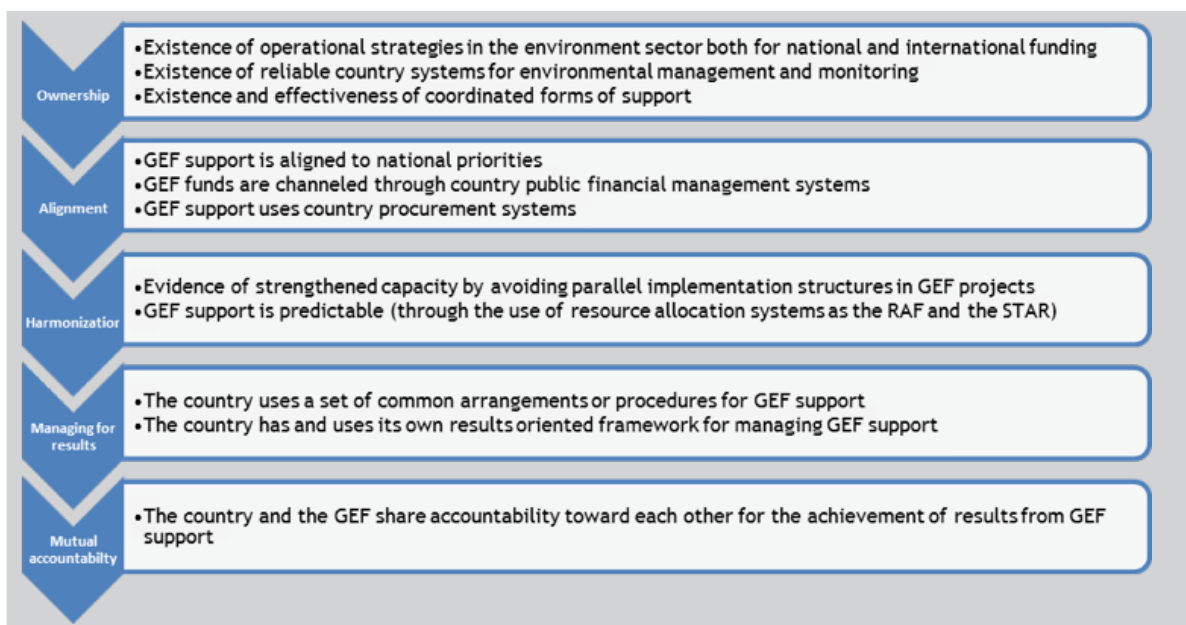 Ownership
•Existence of operational strategies in the environment sector both for national and international funding
•Existence of reliable country systems for environmental management and monitoring
•Existence and effectiveness of coordinated forms of support
Alignment
•GEF support is aligned to national priorities
•GEF funds are channeled through country public financial management systems
•GEF support uses country procurement systems
Harmonizatior
•Evidence of strengthened capacity by avoiding parallel implementation structures in GEF projects
•GEF support is predictable (through the use of resource allocation systems as the RAF and the STAR)
Managing for
results
•The country uses a set of common arrangements or procedures for GEF support
•The country has and uses its own results oriented framework for managing GEF support
Mutual
accountabilty
•The country and the GEF share accountability toward each other for the achievement of results from GEF
support